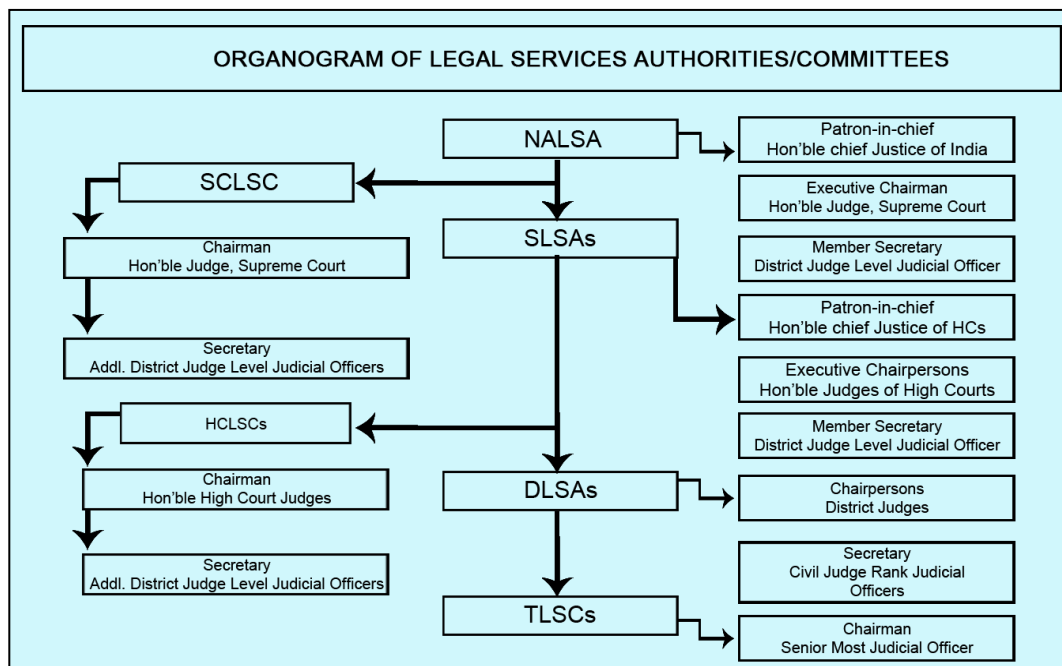 ORGANOGRAM OF LEGAL SERVICES AUTHORITIES/COMMITTEES
NALSA
Patron-in-chief
Hon'ble chief Justice of India
SCLSC
Executive Chairman
Hon'ble Judge, Supreme Court
SLSAs
Chairman
Hon'ble Judge, Supreme Court
Member Secretary
District Judge Level Judicial Officer
Patron-in-chief
Hon'ble chief Justice of HCs
Secretary
Addl. District Judge Level Judicial Officers
Executive Chairpersons
Hon'ble Judges of High Courts
HCLSCs
Member Secretary
District Judge Level Judicial Officer
Chairman
Hon'ble High Court Judges
DLSAs
Chairpersons
District Judges
Secretary
Addl. District Judge Level Judicial Officers
Secretary
Civil Judge Rank Judicial
Officers
TLSCs
Chairman
Senior Most Judicial Officer